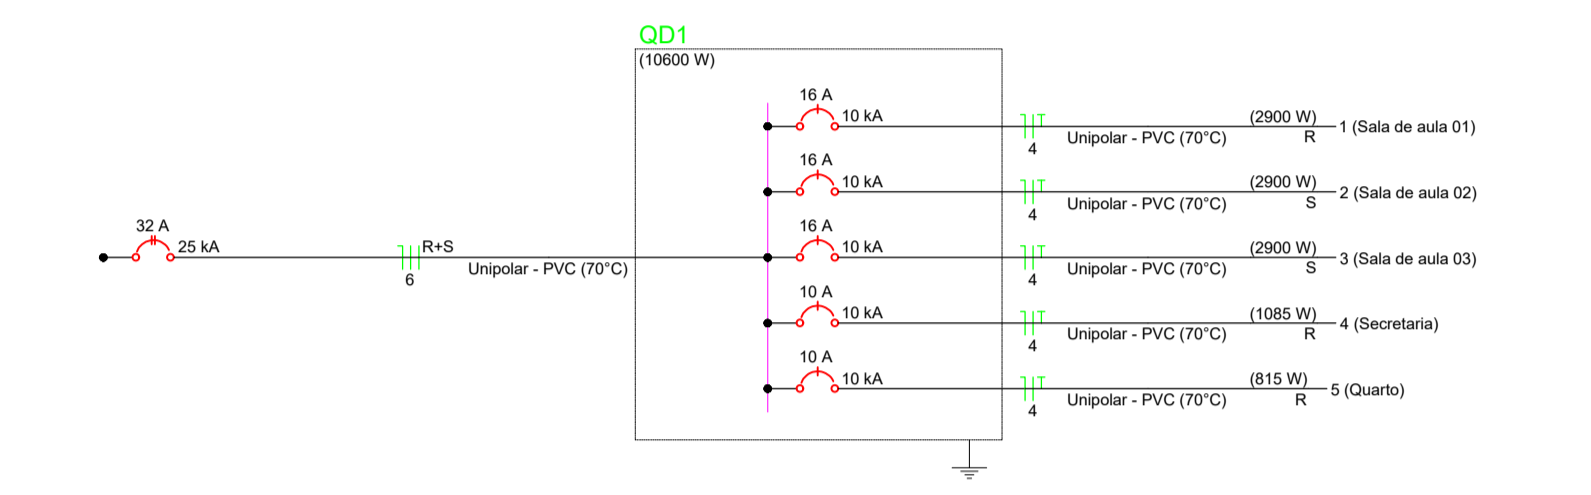 QD1
(10600 W)
16 A
10 kA
(2900 W)
1 (Sala de aula 01)
4
Unipolar - PVC (70°C)
R
16 A
10 kA
(2900 W)
2 (Sala de aula 02)
4
Unipolar - PVC (70°C)
S
32 A
25 kA
R+S
6
Unipolar - PVC (70°C)
16 A
10 kA
(2900 W)
3 (Sala de aula 03)
4
Unipolar - PVC (70°C)
S
10 A
10 kA
(1085 W)
4 (Secretaria)
4
Unipolar - PVC (70°C)
R
10 A
10 kA
(815 W)
5 (Quarto)
4
Unipolar - PVC (70°C)
R